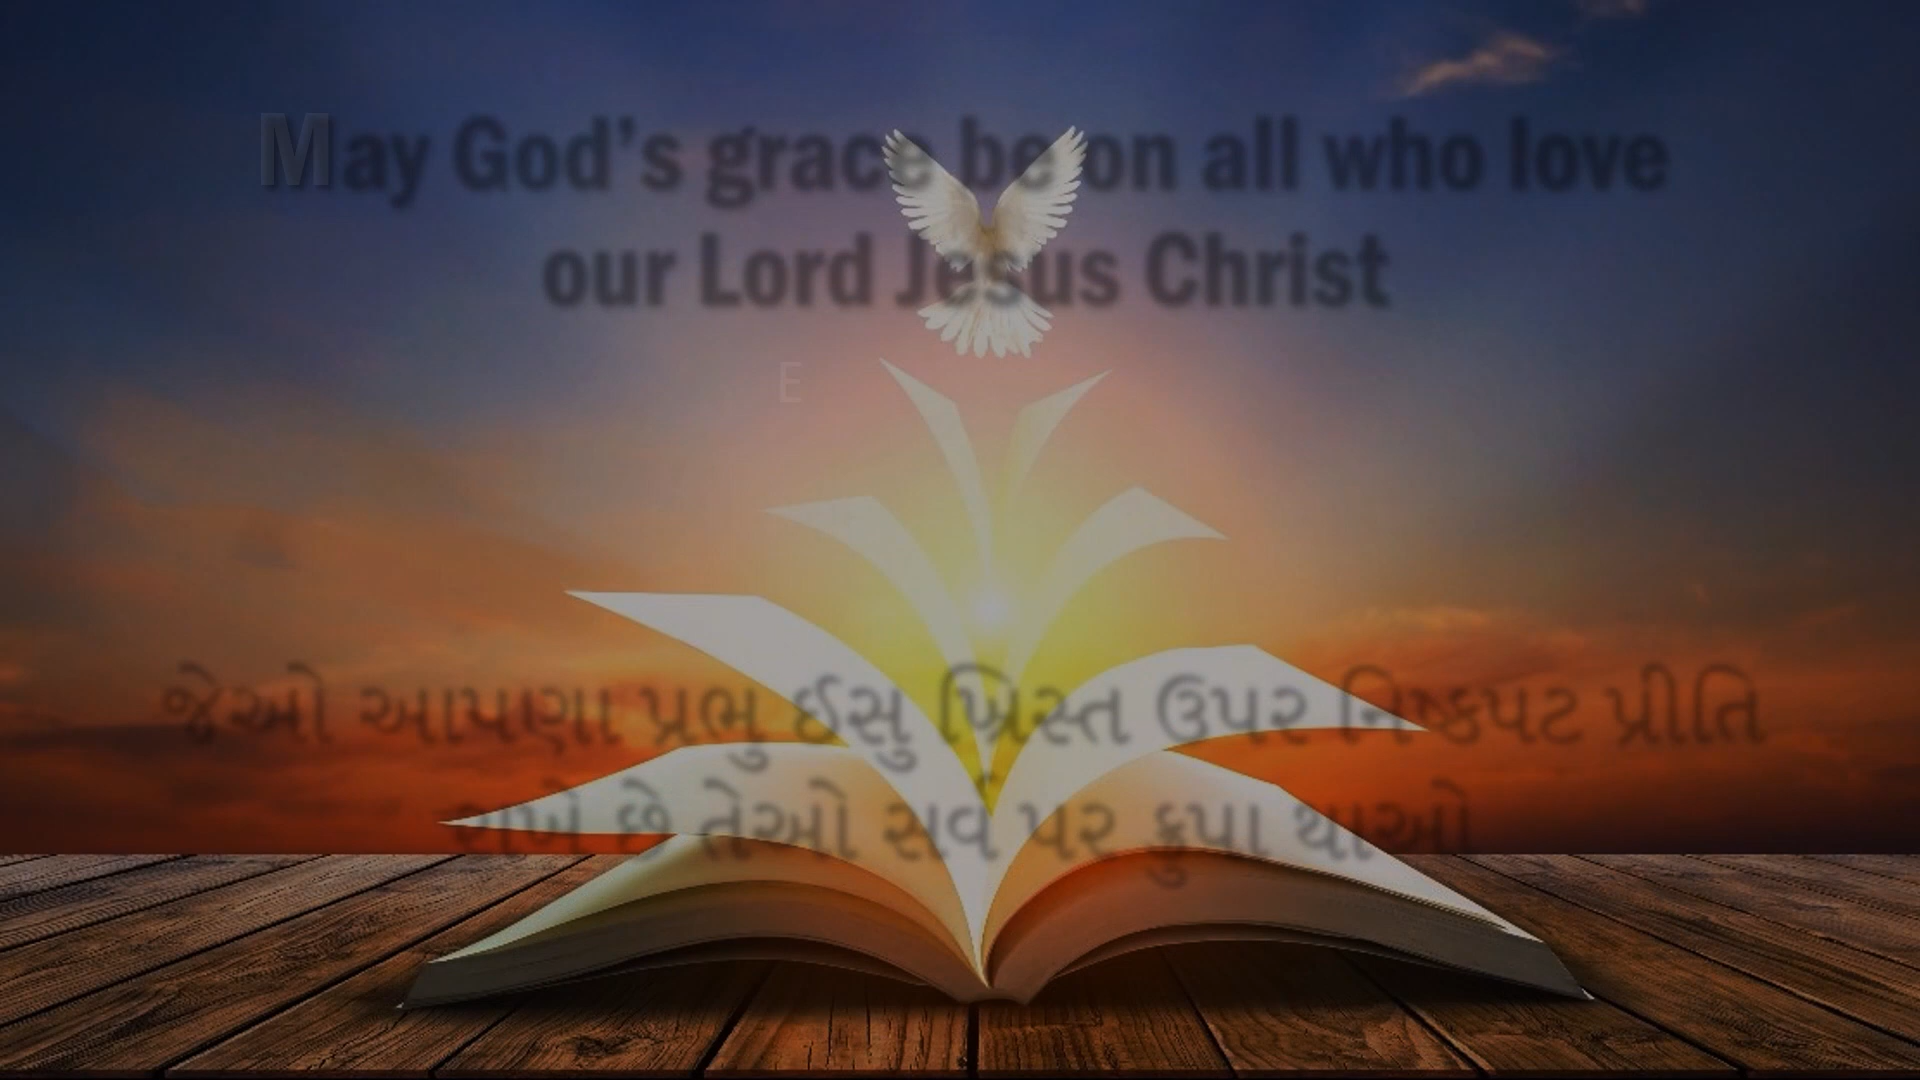 May God's grace be on all who love
our Lord Jesus Christ
E
જેઓ આપણા પ્રભુ ઈસુ ખ્રિસ્ત ઉપર નિષ્કપટ પ્રીતિ
રાખે છે તેઓ સર્વ પર કૃપા થાઓ